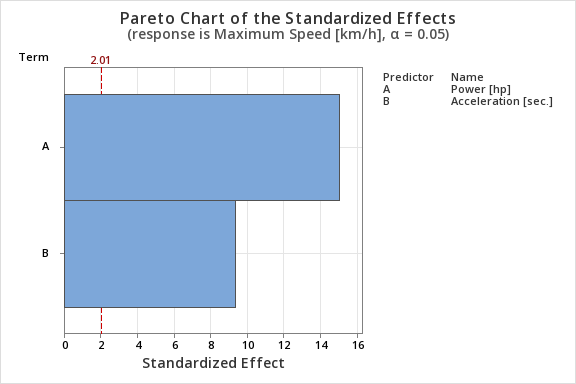 Pareto Chart of the Standardized Effects
(response is Maximum Speed [km/h], α = 0.05)
Term
2.01
Predictor Name
A Power [hp]
B Acceleration [sec.]
A
B
0 2 4 6 8 10 12 14 16
Standardized Effect